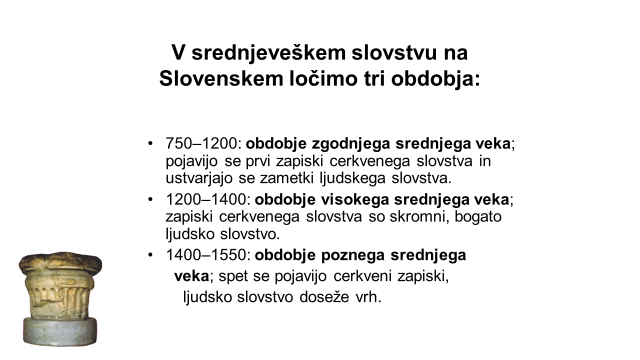 V srednjeveškem slovstvu na
Slovenskem ločimo tri obdobja:
• 750–1200: obdobje zgodnjega srednjega veka;
pojavijo se prvi zapiski cerkvenega slovstva in
ustvarjajo se zametki ljudskega slovstva.
• 1200–1400: obdobje visokega srednjega veka;
zapiski cerkvenega slovstva so skromni, bogato
ljudsko slovstvo.
• 1400–1550: obdobje poznega srednjega
veka; spet se pojavijo cerkveni zapiski,
ljudsko slovstvo doseže vrh.